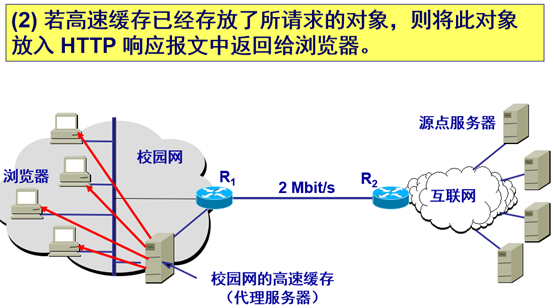 (2) 若高速缓存已经存放了所请求的对象，则将此对象
放入 HTTP 响应报文中返回给浏览器。
源点服务器
校园网
浏览器
R1
2 Mbit/s
R2
互联网
校园网的高速缓存
（代理服务器）